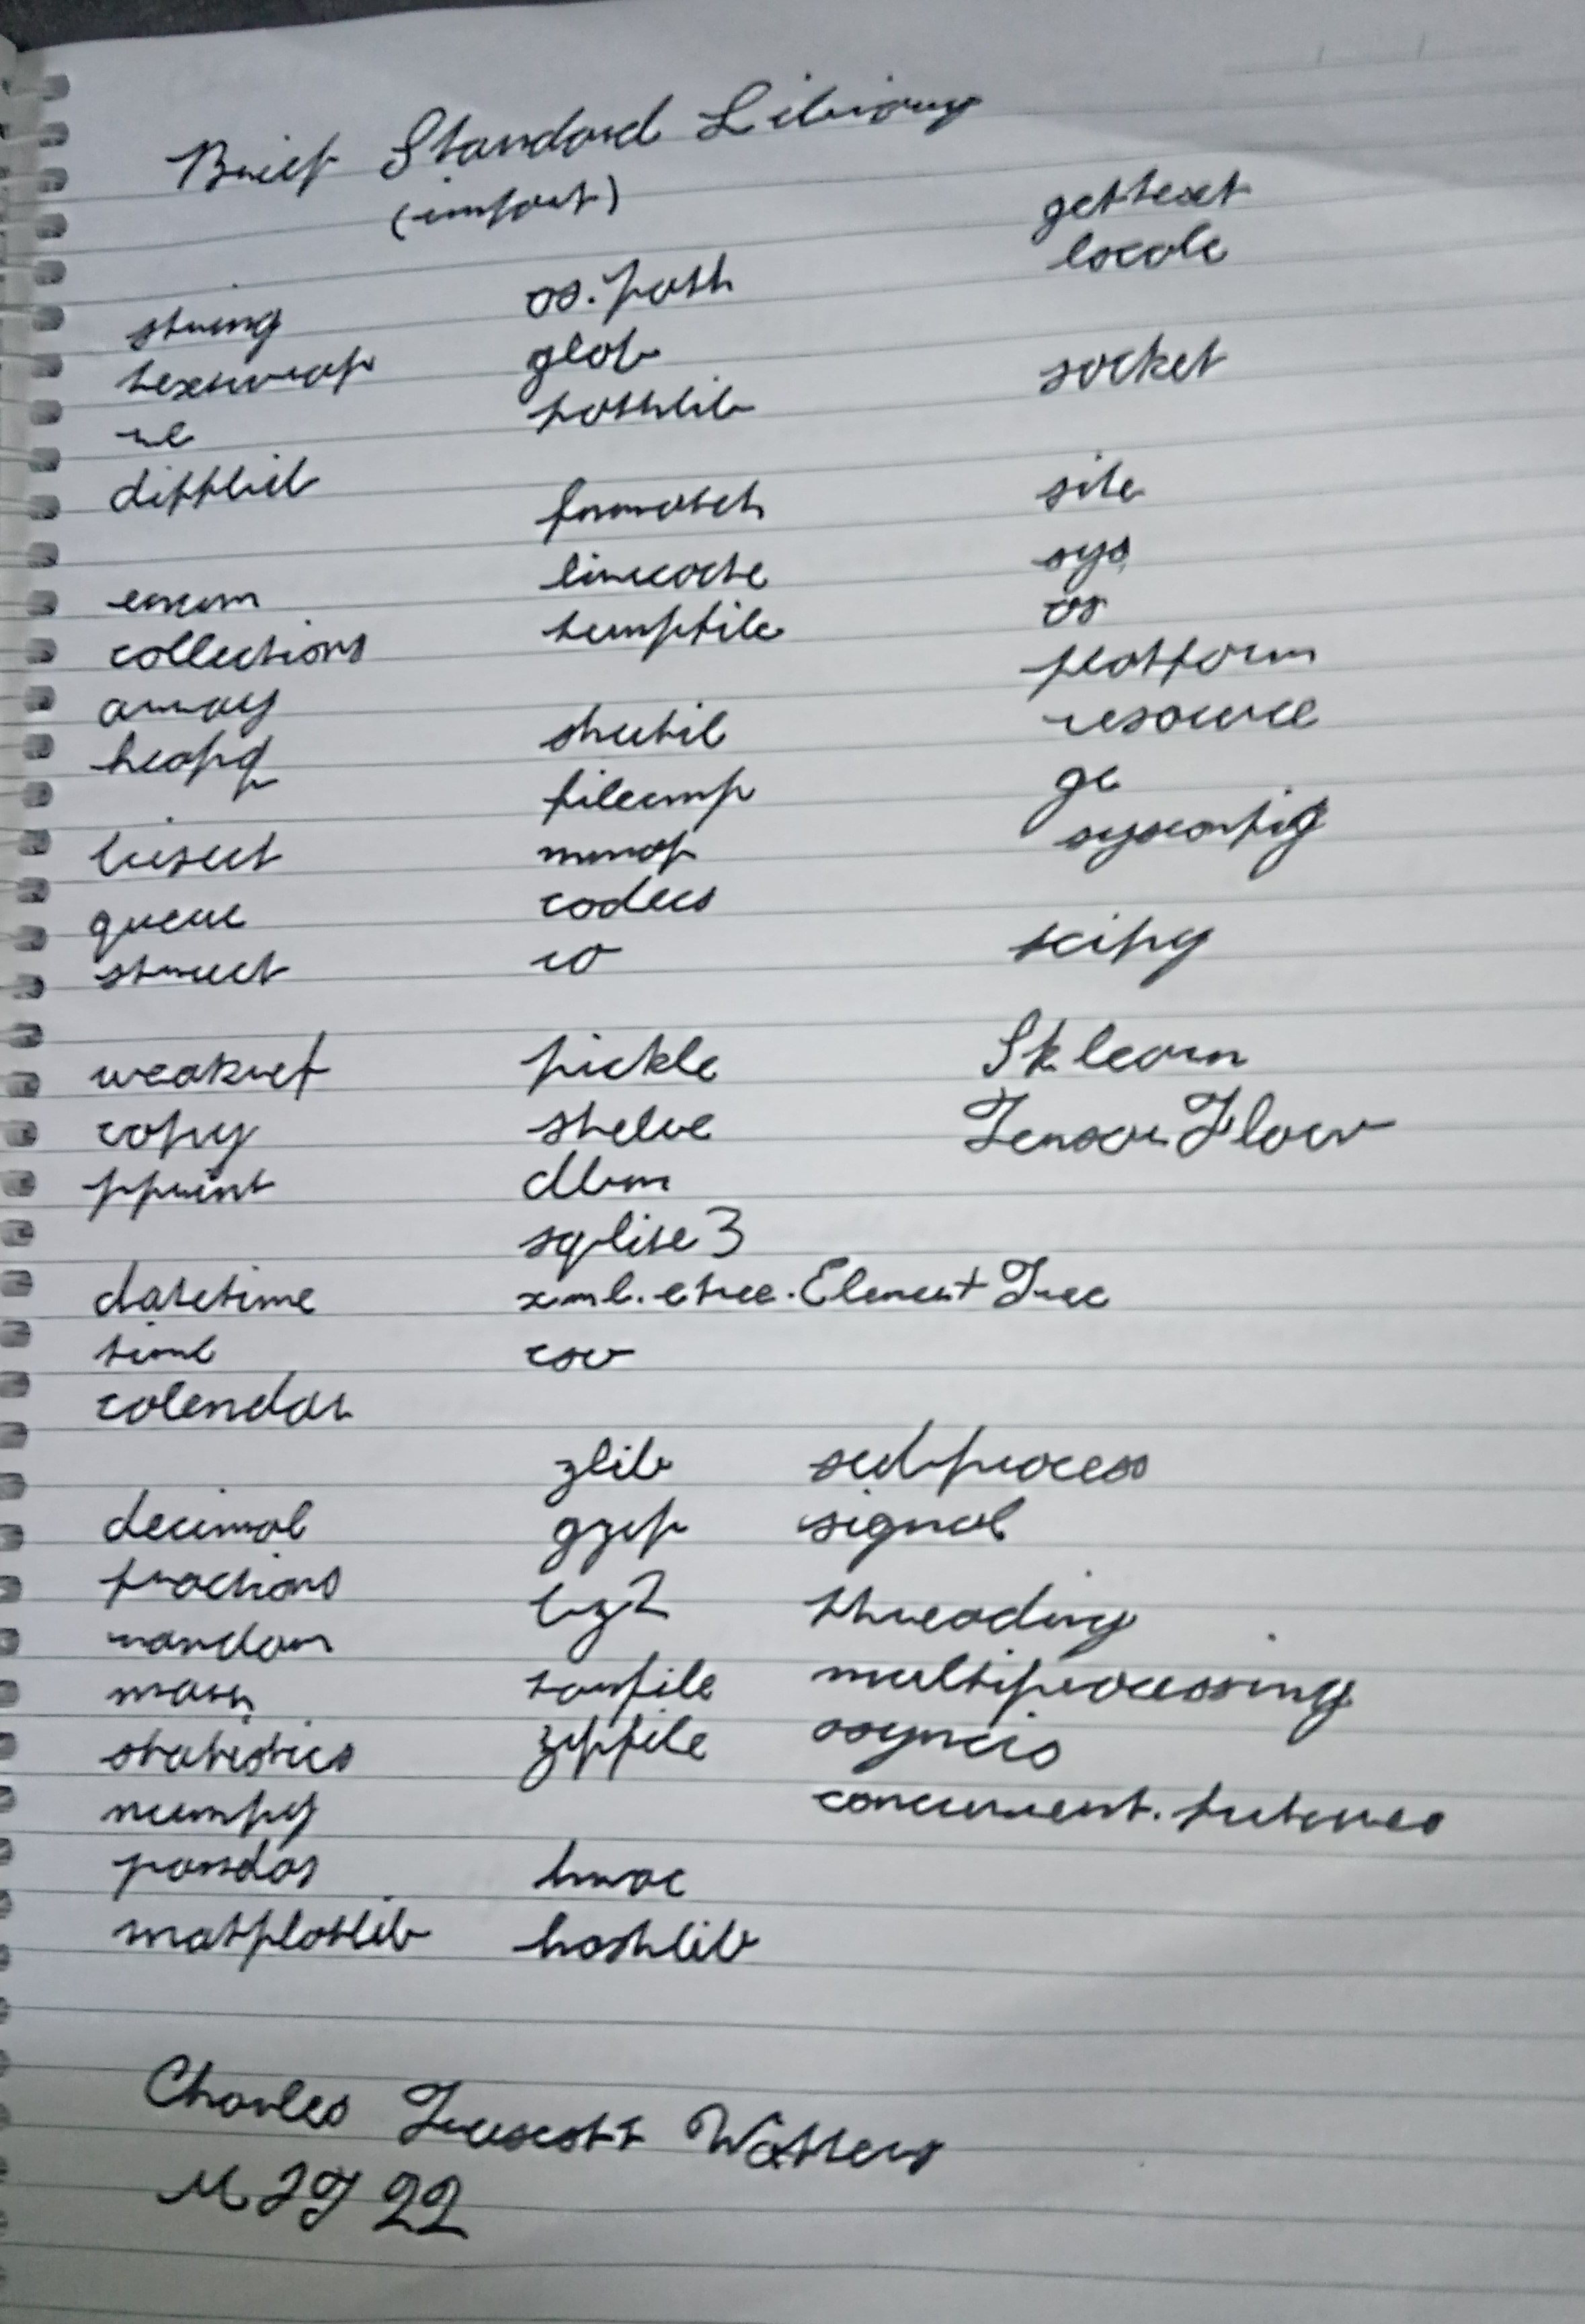 Brief Standard Library
(import)
string
textwrap
re
difflib
enum
collections
array
heapq
bisect
queue
struct
weakref
copy
pprint
datetime
time
calendar
decimal
fractions
random
math
statistics
numpy
pandas
matplotlib
os.path
glob
pathlib
fnmatch
linecache
tempfile
shutil
filecmp
mmap
codecs
io
pickle
shelve
dbm
sqlite3
xml.etree.ElementTree
csv
zlib
gzip
bz2
tarfile
zipfile
hmac
hashlib
gettext
locale
socket
site
sys
os
platform
resource
gc
sysconfig
scipy
Sklearn
TensorFlow
subprocess
signal
threading
multiprocessing
asyncio
concurrent.futures
Charles Truscott Watters
MIT 22